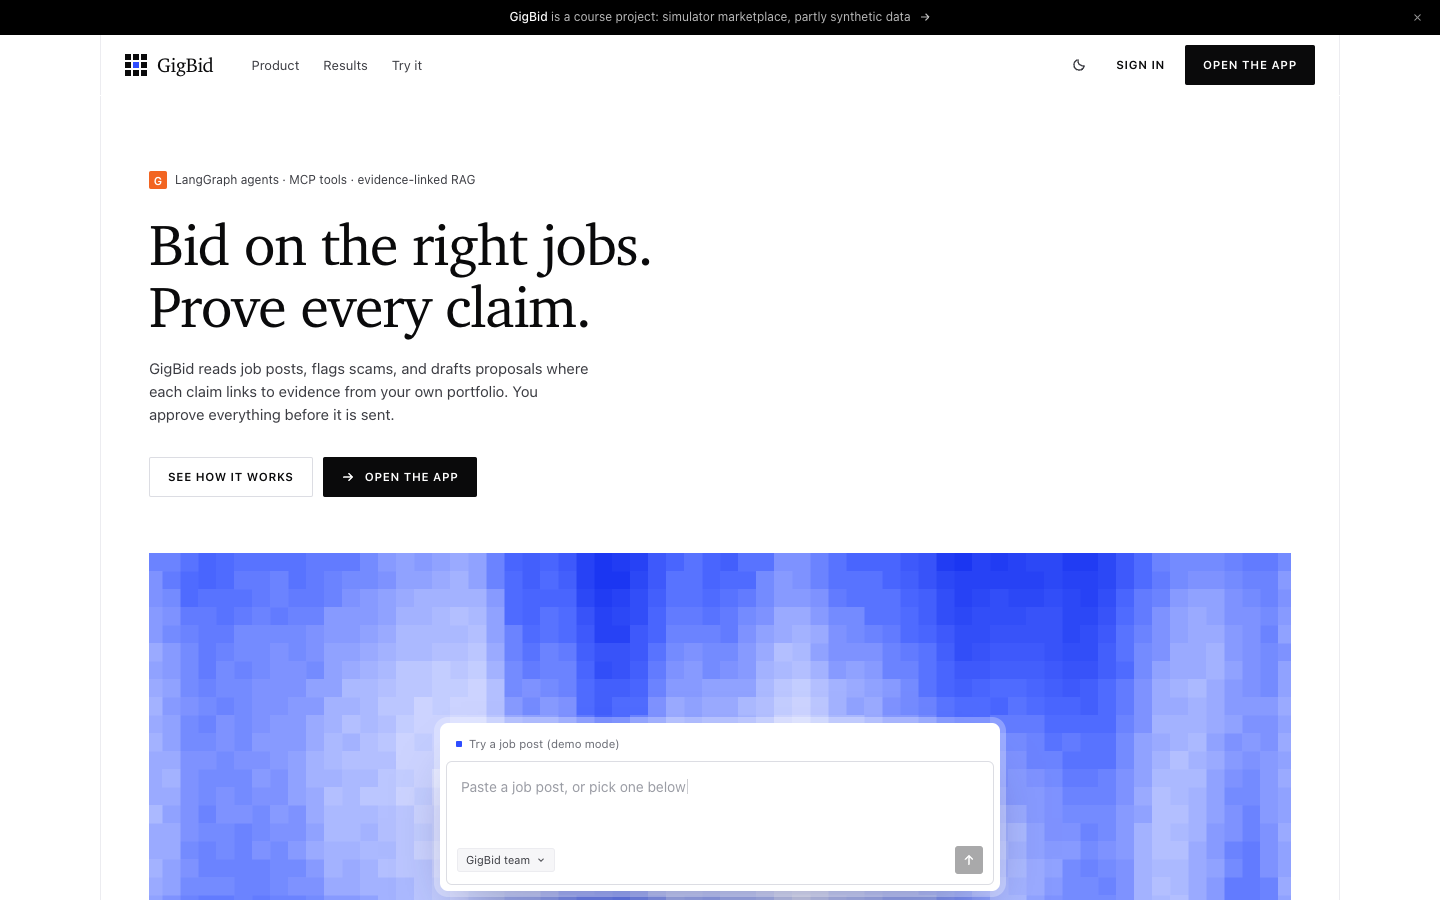 GigBid is a course project: simulator marketplace, partly synthetic data →
×
GigBid
Product
Results
Try it
SIGN IN
OPEN THE APP
G
LangGraph agents · MCP tools · evidence-linked RAG
Bid on the right jobs.
Prove every claim.
GigBid reads job posts, flags scams, and drafts proposals where
each claim links to evidence from your own portfolio. You
approve everything before it is sent.
SEE HOW IT WORKS
→ OPEN THE APP
Try a job post (demo mode)
Paste a job post, or pick one below
GigBid team